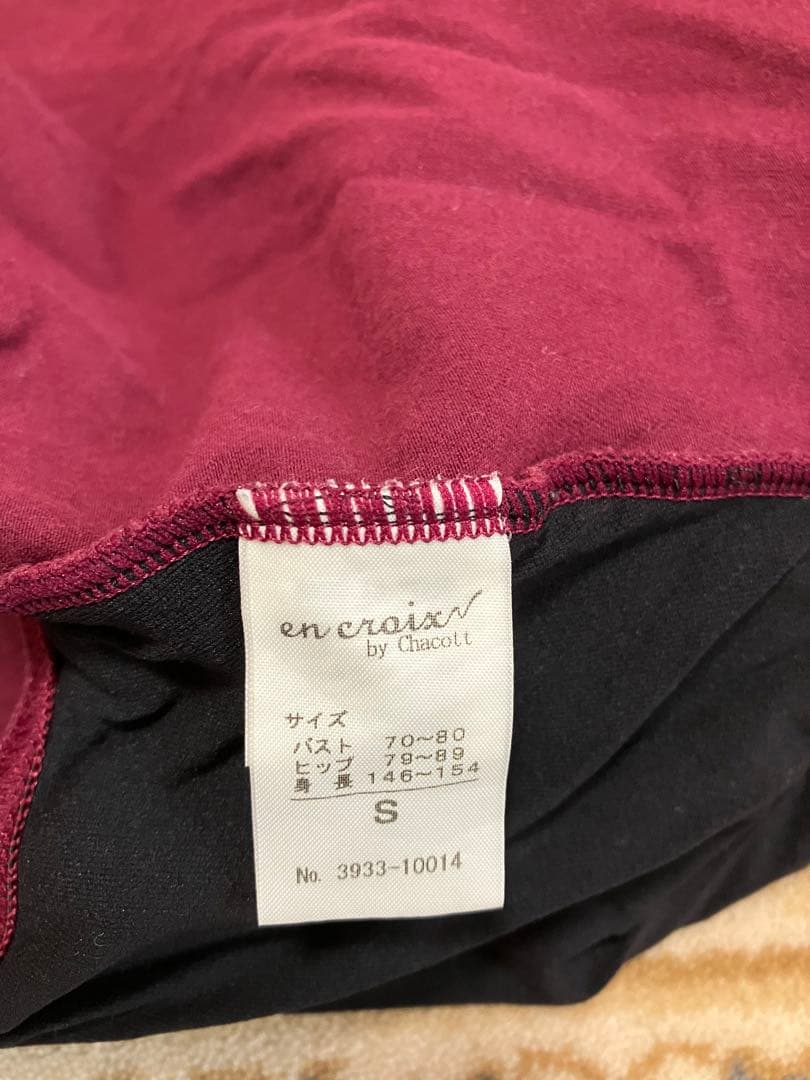 en croix
by Chacott
サイズ
バスト 70~80
ヒップ 79~89
身 長 146~154
S
No. 3933-10014